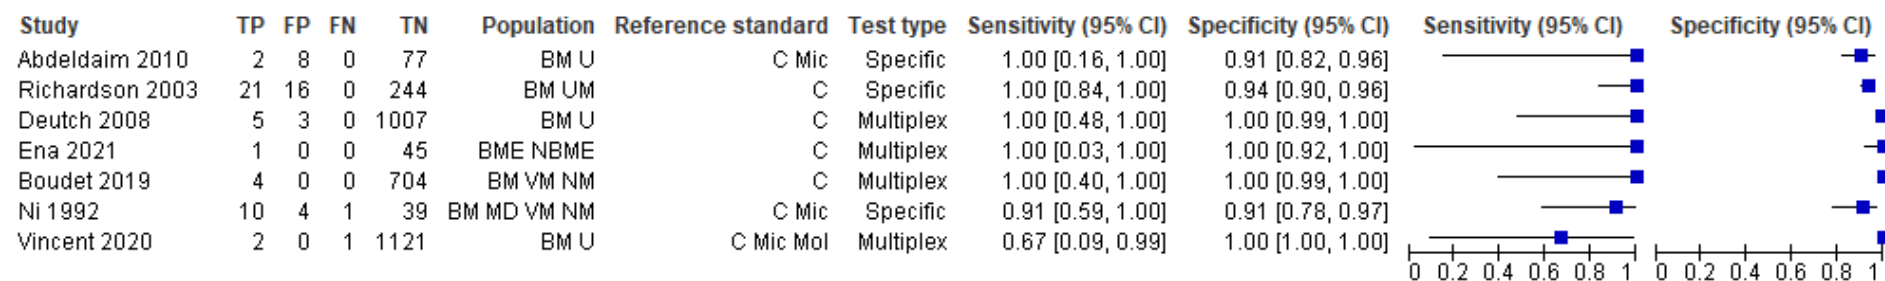 Study TP FP FN TN Population Reference standard Test type Sensitivity (95% CI) Specificity (95% CI) Sensitivity (95% CI) Specificity (95% CI)
Abdeldaim 2010 2 8 0 77 BM U C Mic Specific 1.00 [0.16, 1.00] 0.91 [0.82, 0.96]
Richardson 2003 21 16 0 244 BM UM C Specific 1.00 [0.84, 1.00] 0.94 [0.90, 0.96]
Deutch 2008 5 3 0 1007 BM U C Multiplex 1.00 [0.48, 1.00] 1.00 [0.99, 1.00]
Ena 2021 1 0 0 45 BME NBME C Multiplex 1.00 [0.03, 1.00] 1.00 [0.92, 1.00]
Boudet 2019 4 0 0 704 BM VM NM C Multiplex 1.00 [0.40, 1.00] 1.00 [0.99, 1.00]
Ni 1992 10 4 1 39 BM MD VM NM C Mic Specific 0.91 [0.59, 1.00] 0.91 [0.78, 0.97]
Vincent 2020 2 0 1 1121 BM U C Mic Mol Multiplex 0.67 [0.09, 0.99] 1.00 [1.00, 1.00]
0 0.2 0.4 0.6 0.8 1 0 0.2 0.4 0.6 0.8 1